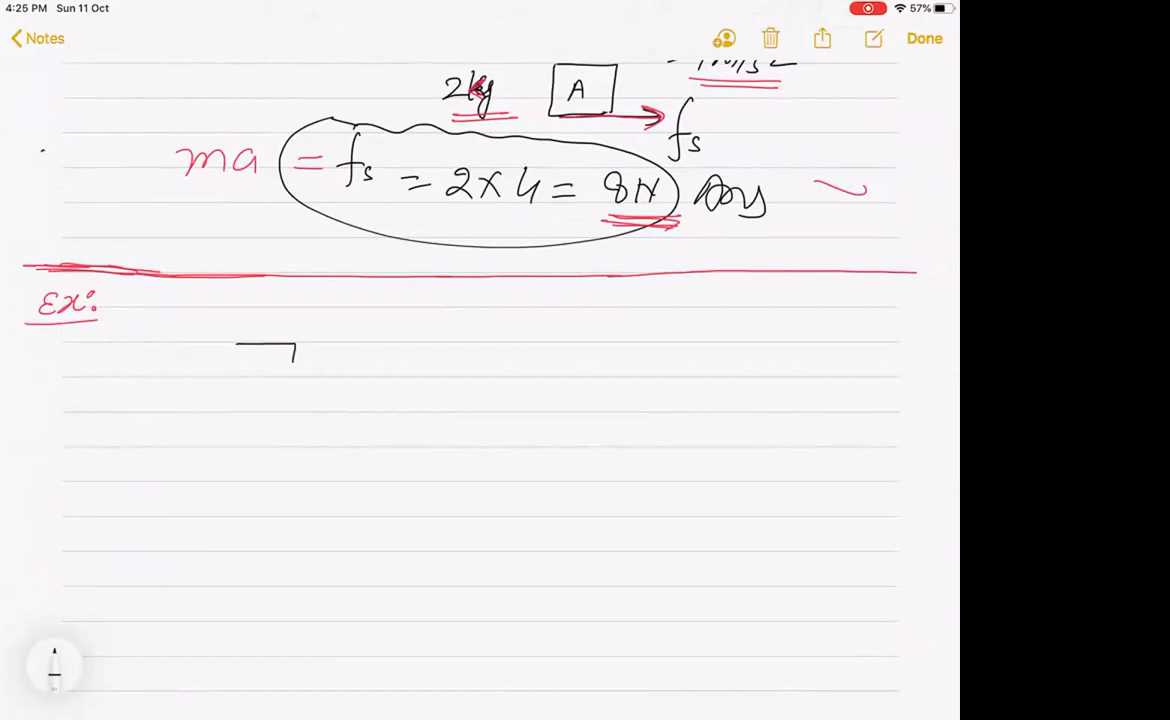 4:25 PM Sun 11 Oct
57%
Notes
Done
2kg A
fs
ma = fs = 2 × 4 = 8N Ans
Ex: